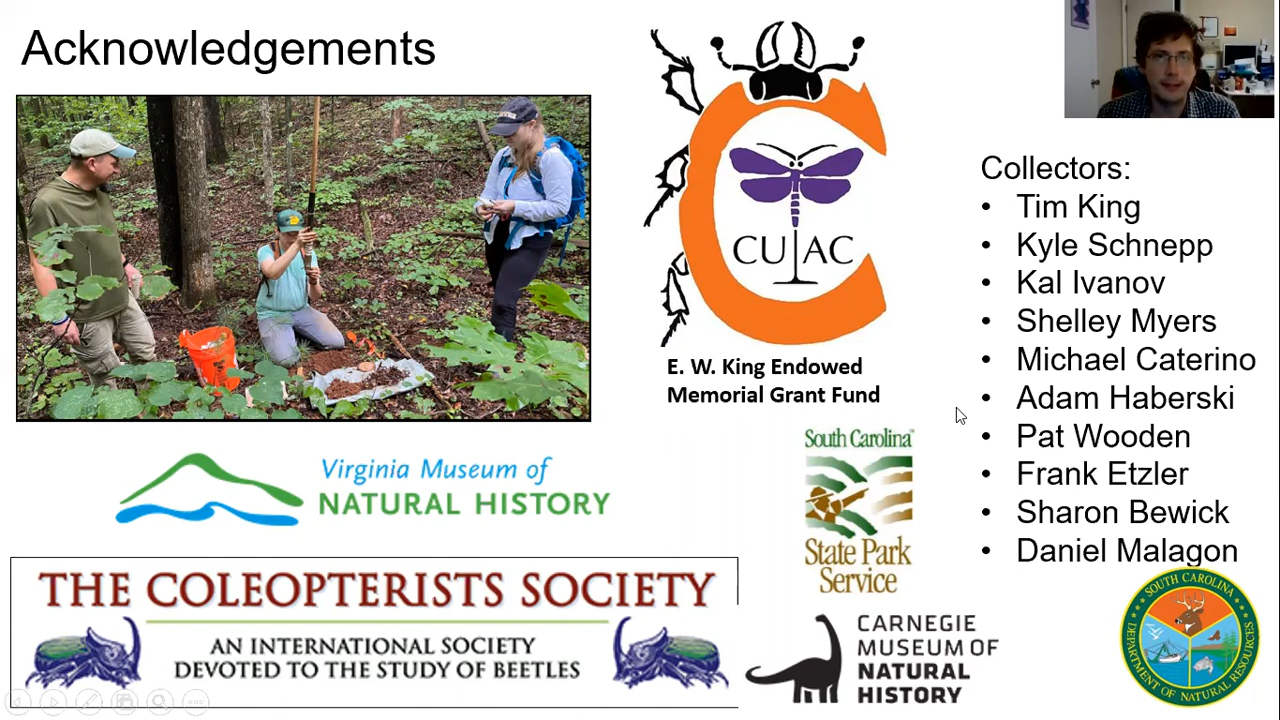 Acknowledgements
CU AC
E. W. King Endowed
Memorial Grant Fund
Collectors:
• Tim King
• Kyle Schnepp
• Kal Ivanov
• Shelley Myers
• Michael Caterino
• Adam Haberski
• Pat Wooden
• Frank Etzler
• Sharon Bewick
• Daniel Malagon
Virginia Museum of
NATURAL HISTORY
South Carolina™
State Park
Service
THE COLEOPTERISTS SOCIETY
AN INTERNATIONAL SOCIETY
DEVOTED TO THE STUDY OF BEETLES
CARNEGIE
MUSEUM OF
NATURAL
HISTORY
SOUTH CAROLINA
DEPARTMENT OF NATURAL RESOURCES